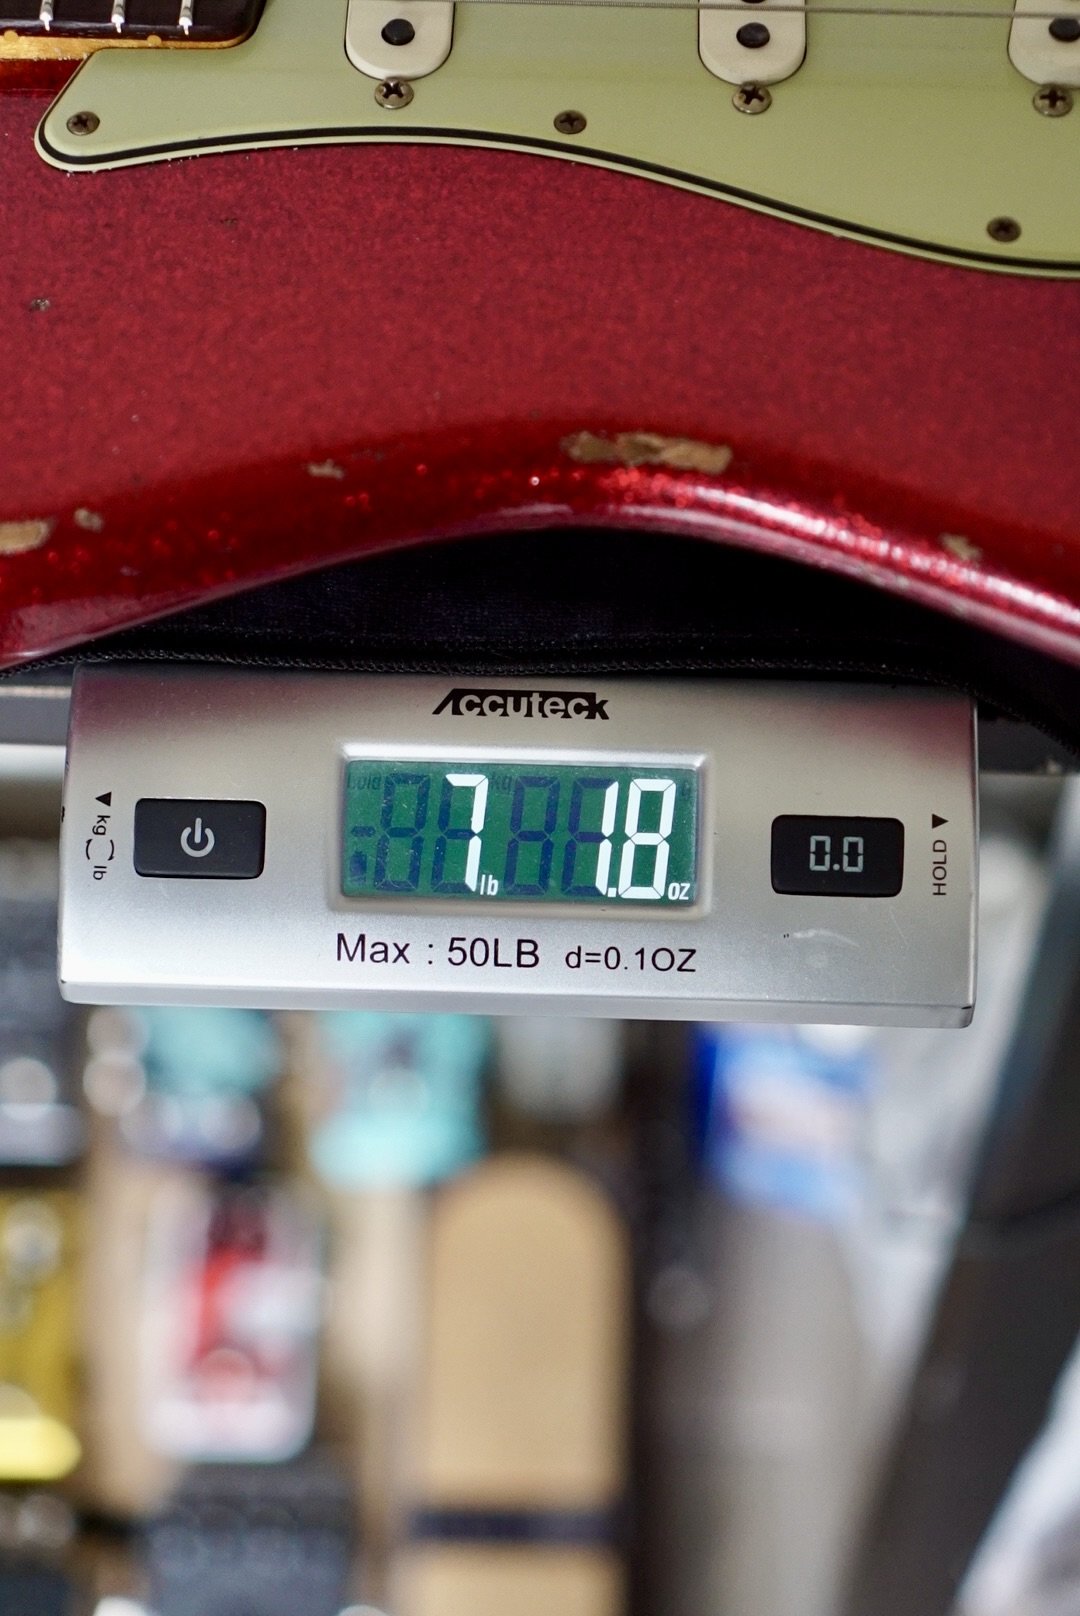 Accuteck
7 lb 1.8 oz
kg lb
0.0
HOLD
Max : 50LB d=0.1OZ